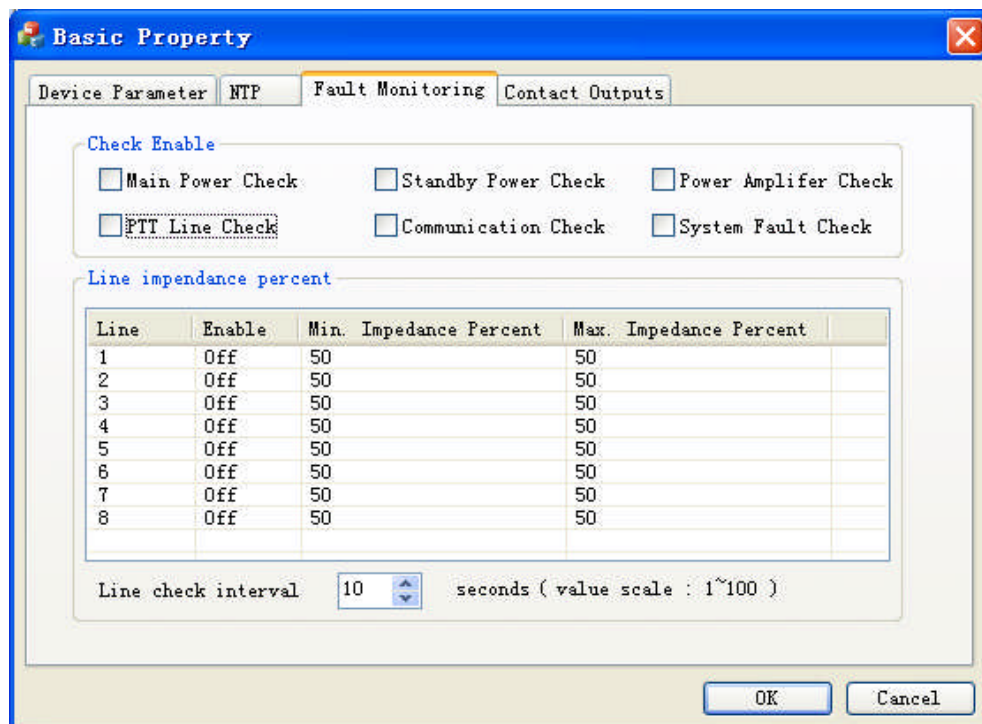 Basic Property
Device Parameter NTP Fault Monitoring Contact Outputs
Check Enable
Main Power Check Standby Power Check Power Amplifer Check
PTT Line Check Communication Check System Fault Check
Line impendance percent
Line Enable Min. Impedance Percent Max. Impedance Percent
1 Off 50 50
2 Off 50 50
3 Off 50 50
4 Off 50 50
5 Off 50 50
6 Off 50 50
7 Off 50 50
8 Off 50 50
Line check interval 10 seconds ( value scale : 1~100 )
OK Cancel